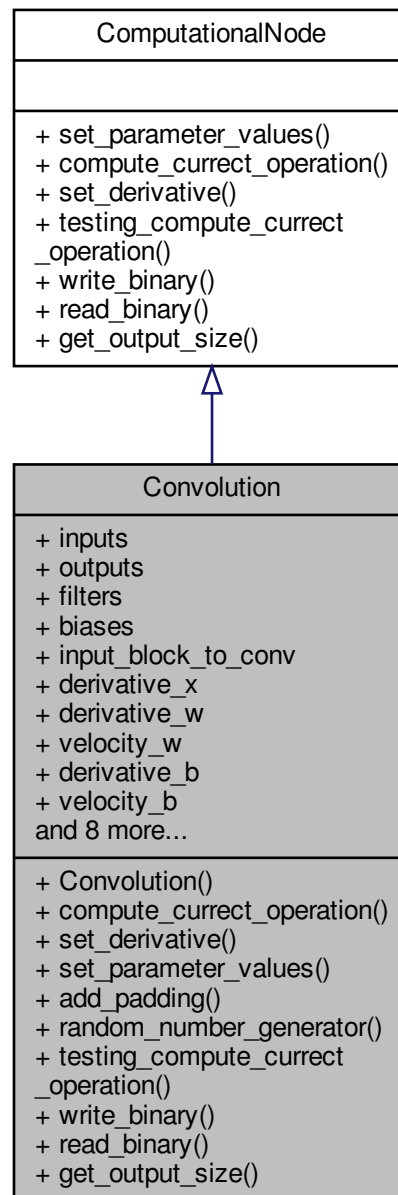 ComputationalNode
+ set_parameter_values()
+ compute_currect_operation()
+ set_derivative()
+ testing_compute_currect
_operation()
+ write_binary()
+ read_binary()
+ get_output_size()
Convolution
+ inputs
+ outputs
+ filters
+ biases
+ input_block_to_conv
+ derivative_x
+ derivative_w
+ velocity_w
+ derivative_b
+ velocity_b
and 8 more...
+ Convolution()
+ compute_currect_operation()
+ set_derivative()
+ set_parameter_values()
+ add_padding()
+ random_number_generator()
+ testing_compute_currect
_operation()
+ write_binary()
+ read_binary()
+ get_output_size()